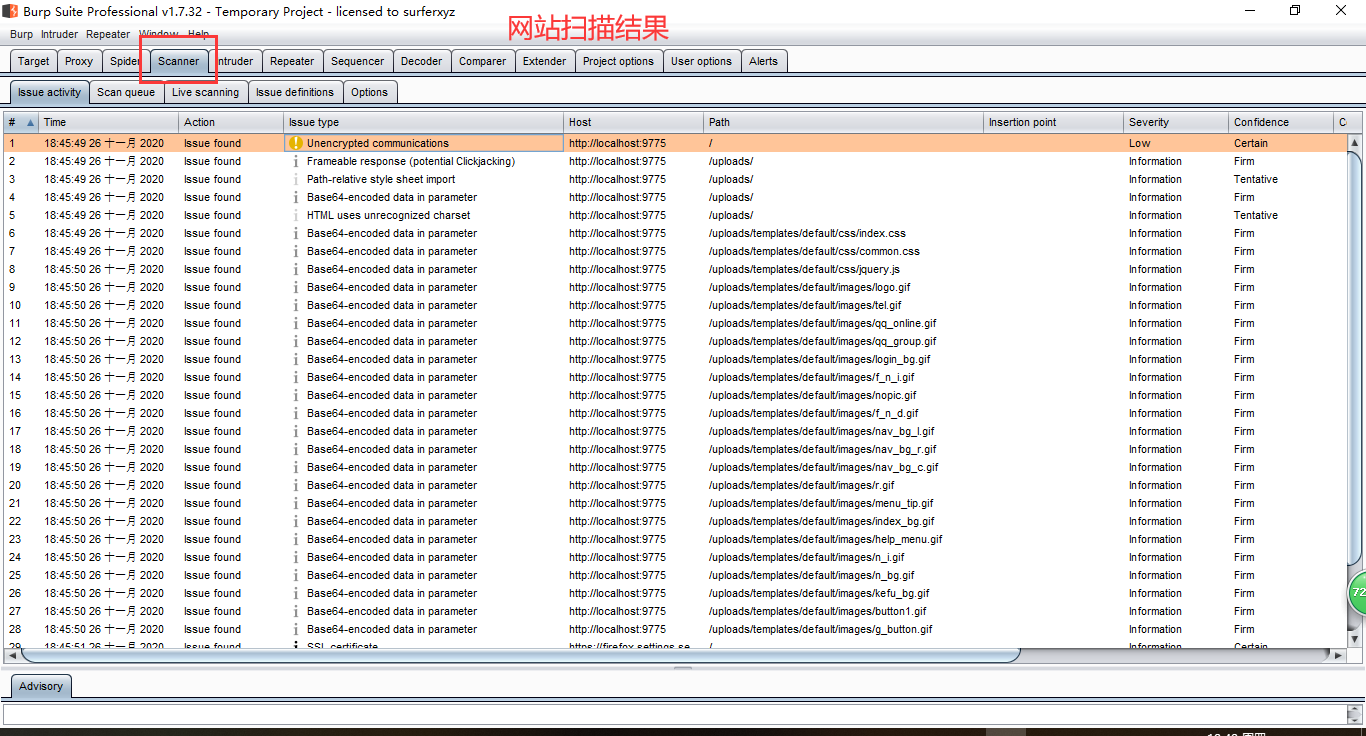 Burp Suite Professional v1.7.32 - Temporary Project - licensed to surferxyz
网站扫描结果
Burp Intruder Repeater Window Help
Target Proxy Spider Scanner Intruder Repeater Sequencer Decoder Comparer Extender Project options User options Alerts
Issue activity Scan queue Live scanning Issue definitions Options
# Time Action Issue type Host Path Insertion point Severity Confidence
1 18:45:49 26 十一月 2020 Issue found Unencrypted communications http://localhost:9775 / Low Certain
2 18:45:49 26 十一月 2020 Issue found Frameable response (potential Clickjacking) http://localhost:9775 /uploads/ Information Firm
3 18:45:49 26 十一月 2020 Issue found Path-relative style sheet import http://localhost:9775 /uploads/ Information Tentative
4 18:45:49 26 十一月 2020 Issue found Base64-encoded data in parameter http://localhost:9775 /uploads/ Information Firm
5 18:45:49 26 十一月 2020 Issue found HTML uses unrecognized charset http://localhost:9775 /uploads/ Information Tentative
6 18:45:49 26 十一月 2020 Issue found Base64-encoded data in parameter http://localhost:9775 /uploads/templates/default/css/index.css Information Firm
7 18:45:49 26 十一月 2020 Issue found Base64-encoded data in parameter http://localhost:9775 /uploads/templates/default/css/common.css Information Firm
8 18:45:50 26 十一月 2020 Issue found Base64-encoded data in parameter http://localhost:9775 /uploads/templates/default/css/jquery.js Information Firm
9 18:45:50 26 十一月 2020 Issue found Base64-encoded data in parameter http://localhost:9775 /uploads/templates/default/images/logo.gif Information Firm
10 18:45:50 26 十一月 2020 Issue found Base64-encoded data in parameter http://localhost:9775 /uploads/templates/default/images/tel.gif Information Firm
11 18:45:50 26 十一月 2020 Issue found Base64-encoded data in parameter http://localhost:9775 /uploads/templates/default/images/qq_online.gif Information Firm
12 18:45:50 26 十一月 2020 Issue found Base64-encoded data in parameter http://localhost:9775 /uploads/templates/default/images/qq_group.gif Information Firm
13 18:45:50 26 十一月 2020 Issue found Base64-encoded data in parameter http://localhost:9775 /uploads/templates/default/images/login_bg.gif Information Firm
14 18:45:50 26 十一月 2020 Issue found Base64-encoded data in parameter http://localhost:9775 /uploads/templates/default/images/f_n_i.gif Information Firm
15 18:45:50 26 十一月 2020 Issue found Base64-encoded data in parameter http://localhost:9775 /uploads/templates/default/images/nopic.gif Information Firm
16 18:45:50 26 十一月 2020 Issue found Base64-encoded data in parameter http://localhost:9775 /uploads/templates/default/images/f_n_d.gif Information Firm
17 18:45:50 26 十一月 2020 Issue found Base64-encoded data in parameter http://localhost:9775 /uploads/templates/default/images/nav_bg_l.gif Information Firm
18 18:45:50 26 十一月 2020 Issue found Base64-encoded data in parameter http://localhost:9775 /uploads/templates/default/images/nav_bg_r.gif Information Firm
19 18:45:50 26 十一月 2020 Issue found Base64-encoded data in parameter http://localhost:9775 /uploads/templates/default/images/nav_bg_c.gif Information Firm
20 18:45:50 26 十一月 2020 Issue found Base64-encoded data in parameter http://localhost:9775 /uploads/templates/default/images/r.gif Information Firm
21 18:45:50 26 十一月 2020 Issue found Base64-encoded data in parameter http://localhost:9775 /uploads/templates/default/images/menu_tip.gif Information Firm
22 18:45:50 26 十一月 2020 Issue found Base64-encoded data in parameter http://localhost:9775 /uploads/templates/default/images/index_bg.gif Information Firm
23 18:45:50 26 十一月 2020 Issue found Base64-encoded data in parameter http://localhost:9775 /uploads/templates/default/images/help_menu.gif Information Firm
24 18:45:50 26 十一月 2020 Issue found Base64-encoded data in parameter http://localhost:9775 /uploads/templates/default/images/n_i.gif Information Firm
25 18:45:50 26 十一月 2020 Issue found Base64-encoded data in parameter http://localhost:9775 /uploads/templates/default/images/n_bg.gif Information Firm
26 18:45:50 26 十一月 2020 Issue found Base64-encoded data in parameter http://localhost:9775 /uploads/templates/default/images/kefu_bg.gif Information Firm
27 18:45:50 26 十一月 2020 Issue found Base64-encoded data in parameter http://localhost:9775 /uploads/templates/default/images/button1.gif Information Firm
28 18:45:50 26 十一月 2020 Issue found Base64-encoded data in parameter http://localhost:9775 /uploads/templates/default/images/g_button.gif Information Firm
29 18:45:51 26 十一月 2020 Issue found SSL certificate https://firefox.settings.se... / Information Certain
72
Advisory